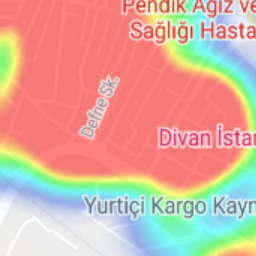 Pendik Ağız ve
Sağlığı Hasta
Defne Sk.
Divan İstan
Yurtiçi Kargo Kayn